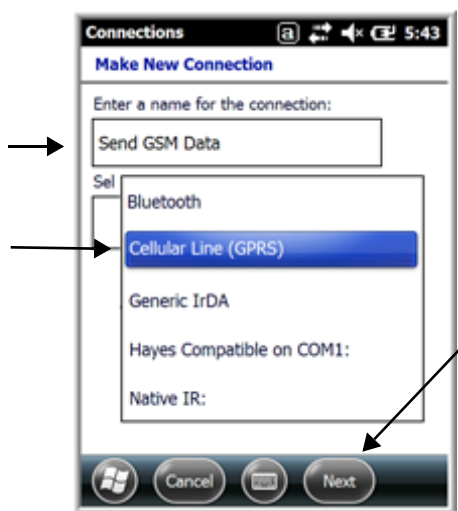 Connections a 5:43
Make New Connection
Enter a name for the connection:
Send GSM Data
Sel
Bluetooth
Cellular Line (GPRS)
Generic IrDA
Hayes Compatible on COM1:
Native IR:
Cancel Next